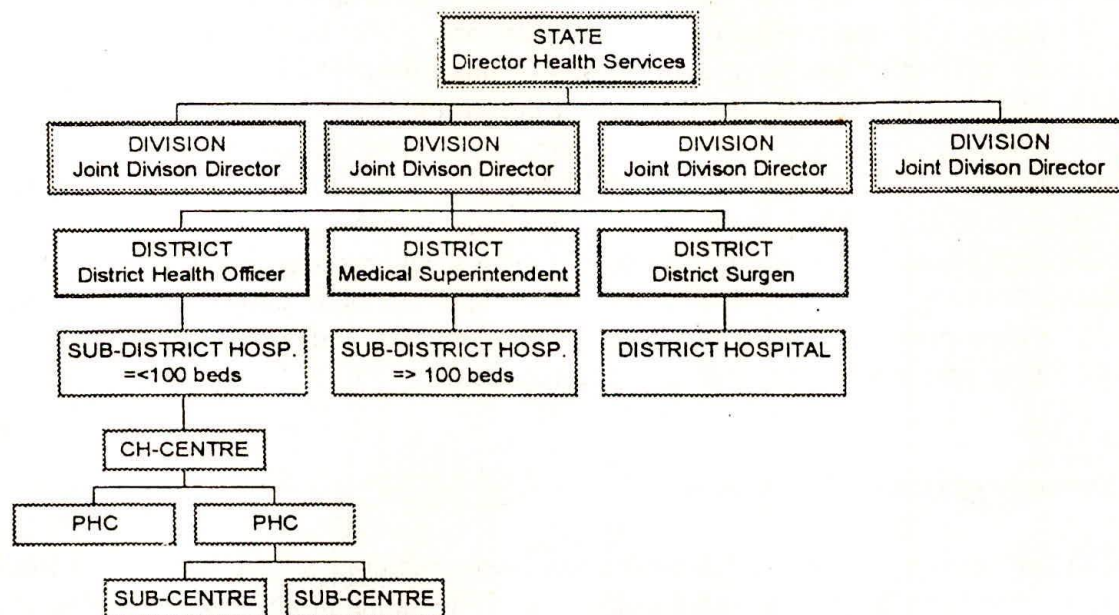 STATE
Director Health Services
DIVISION
Joint Divison Director
DIVISION
Joint Divison Director
DIVISION
Joint Divison Director
DIVISION
Joint Divison Director
DISTRICT
District Health Officer
DISTRICT
Medical Superintendent
DISTRICT
District Surgen
SUB-DISTRICT HOSP.
=<100 beds
SUB-DISTRICT HOSP.
=> 100 beds
DISTRICT HOSPITAL
CH-CENTRE
PHC
PHC
SUB-CENTRE
SUB-CENTRE